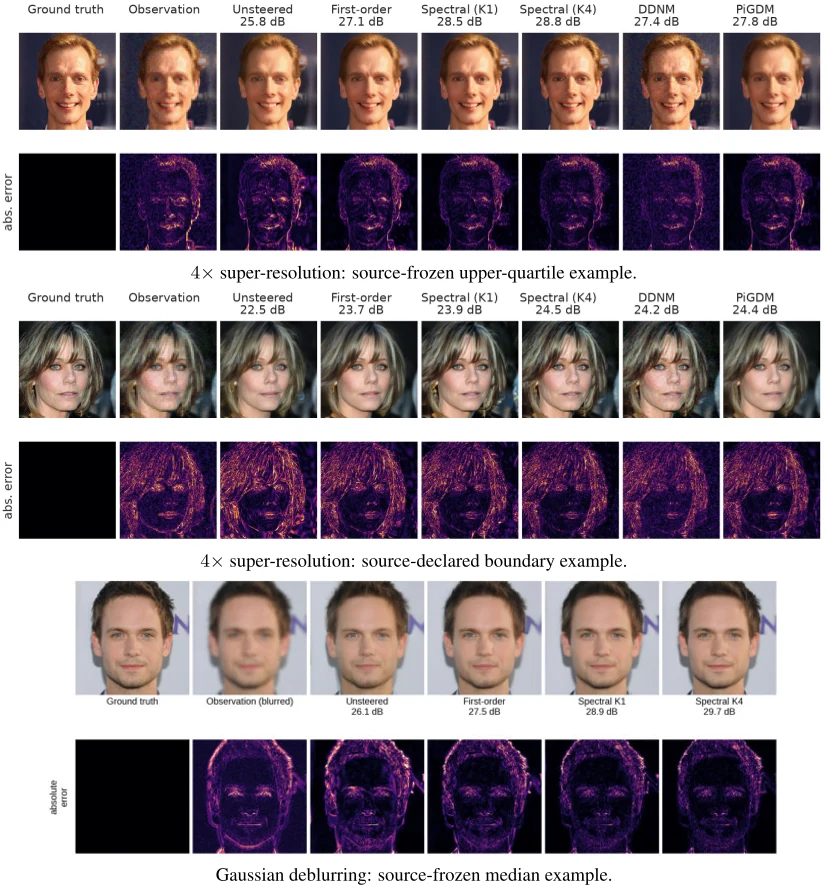 Ground truth Observation Unsteered First-order Spectral (K1) Spectral (K4) DDNM PiGDM
25.8 dB 27.1 dB 28.5 dB 28.8 dB 27.4 dB 27.8 dB
abs. error
4× super-resolution: source-frozen upper-quartile example.
Ground truth Observation Unsteered First-order Spectral (K1) Spectral (K4) DDNM PiGDM
22.5 dB 23.7 dB 23.9 dB 24.5 dB 24.2 dB 24.4 dB
abs. error
4× super-resolution: source-declared boundary example.
Ground truth Observation (blurred) Unsteered First-order Spectral K1 Spectral K4
26.1 dB 27.5 dB 28.9 dB 29.7 dB
absolute
error
Gaussian deblurring: source-frozen median example.